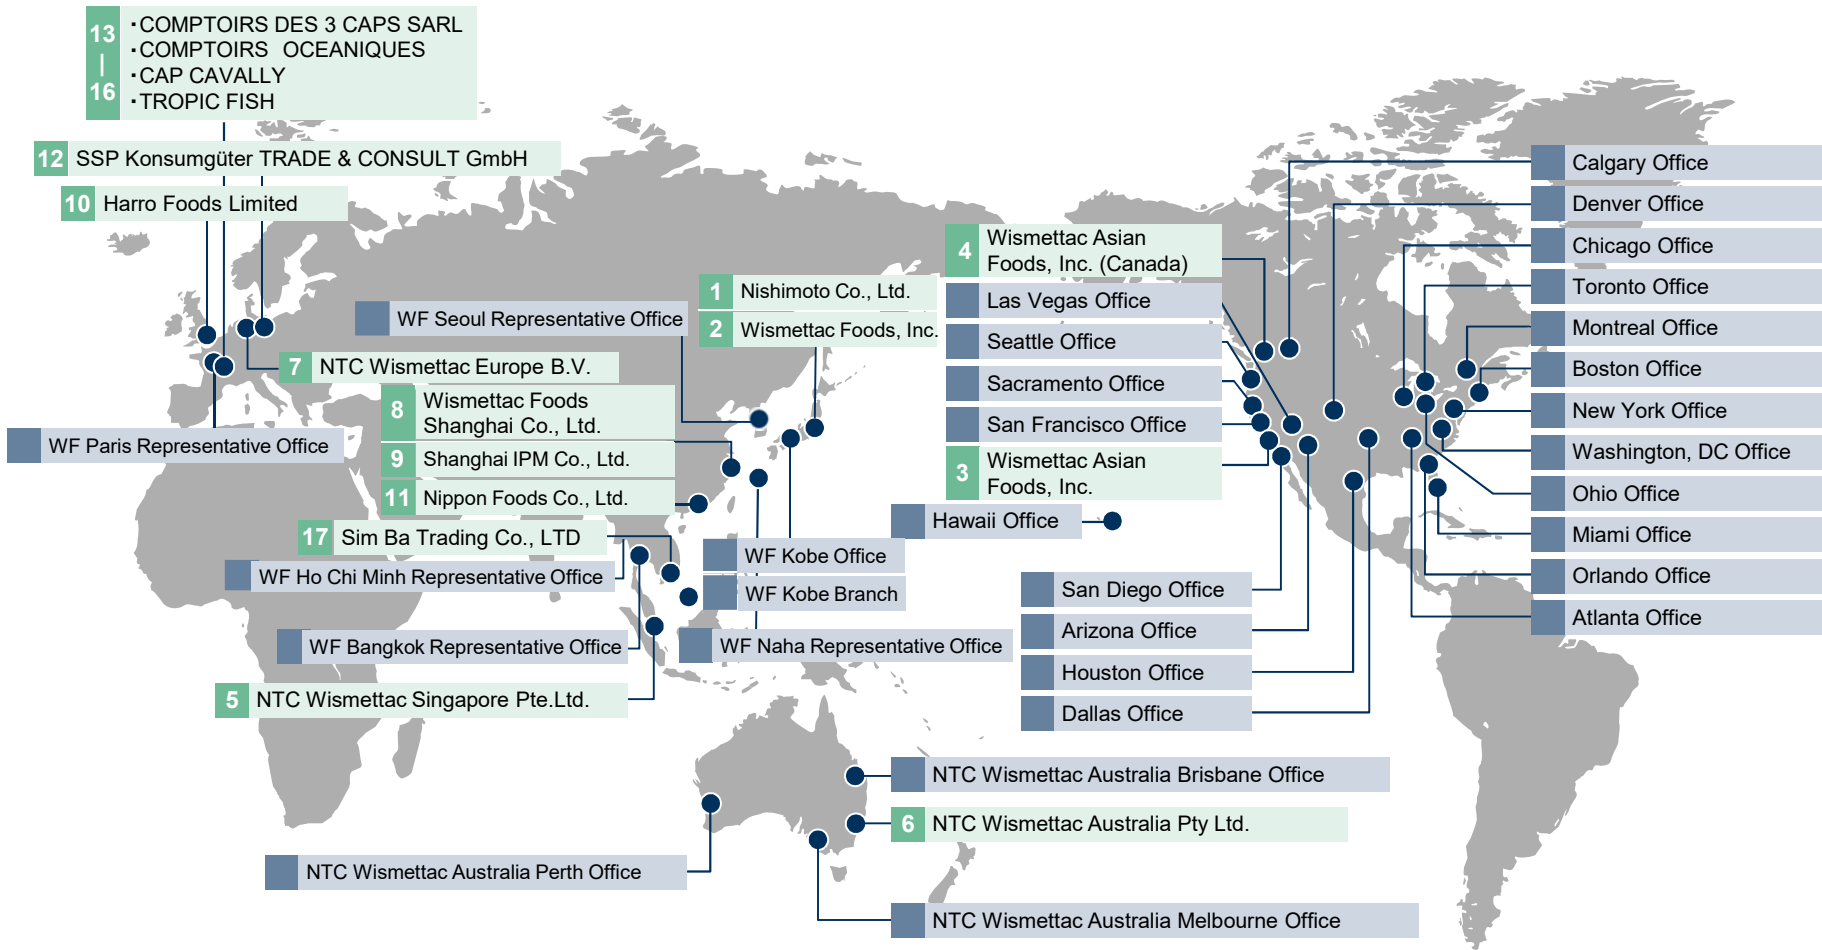 13
|
16
・COMPTOIRS DES 3 CAPS SARL
・COMPTOIRS OCEANIQUES
・CAP CAVALLY
・TROPIC FISH
12 SSP Konsumgüter TRADE & CONSULT GmbH
10 Harro Foods Limited
WF Seoul Representative Office
1 Nishimoto Co., Ltd.
2 Wismettac Foods, Inc.
7 NTC Wismettac Europe B.V.
8 Wismettac Foods
Shanghai Co., Ltd.
9 Shanghai IPM Co., Ltd.
11 Nippon Foods Co., Ltd.
WF Paris Representative Office
17 Sim Ba Trading Co., LTD
WF Ho Chi Minh Representative Office
WF Bangkok Representative Office
5 NTC Wismettac Singapore Pte.Ltd.
WF Kobe Office
WF Kobe Branch
WF Naha Representative Office
4 Wismettac Asian
Foods, Inc. (Canada)
Las Vegas Office
Seattle Office
Sacramento Office
San Francisco Office
3 Wismettac Asian
Foods, Inc.
Hawaii Office
San Diego Office
Arizona Office
Houston Office
Dallas Office
Calgary Office
Denver Office
Chicago Office
Toronto Office
Montreal Office
Boston Office
New York Office
Washington, DC Office
Ohio Office
Miami Office
Orlando Office
Atlanta Office
NTC Wismettac Australia Brisbane Office
6 NTC Wismettac Australia Pty Ltd.
NTC Wismettac Australia Perth Office
NTC Wismettac Australia Melbourne Office